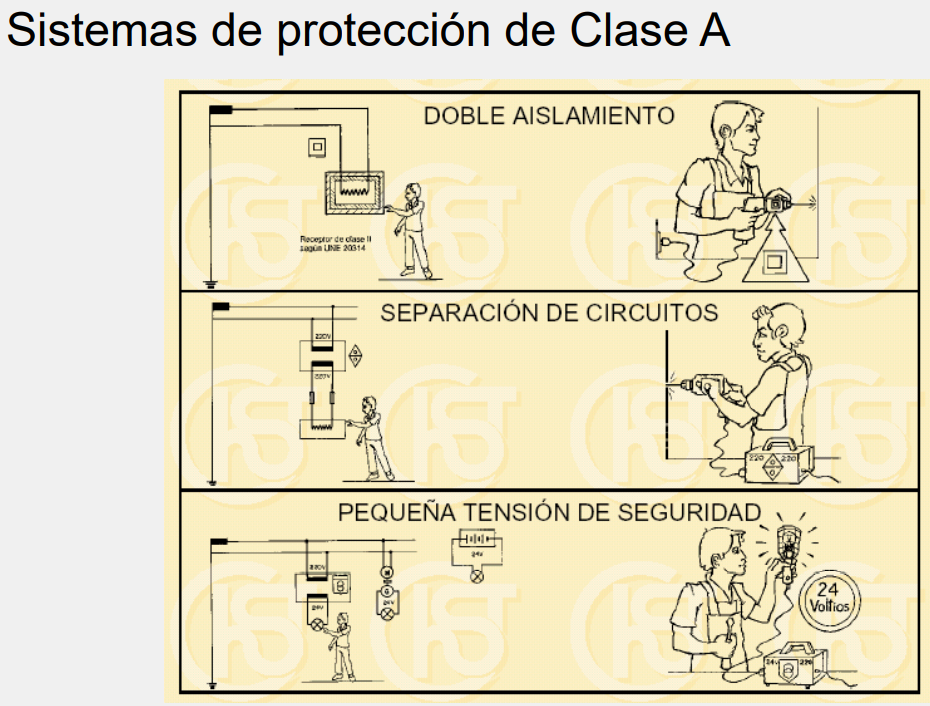 Sistemas de protección de Clase A
DOBLE AISLAMIENTO
Receptor de clase II
según UNE 20314
SEPARACIÓN DE CIRCUITOS
220V
220V
220 220
PEQUEÑA TENSIÓN DE SEGURIDAD
220V
24V
M
G
24V
24V
24
Voltios
24V 220